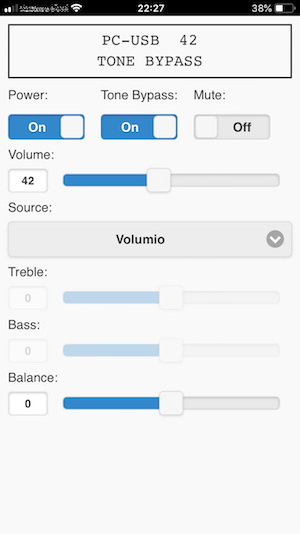 22:27
38%
PC-USB 42
TONE BYPASS
Power: Tone Bypass: Mute:
On On Off
Volume:
42
Source:
Volumio
Treble:
0
Bass:
0
Balance:
0